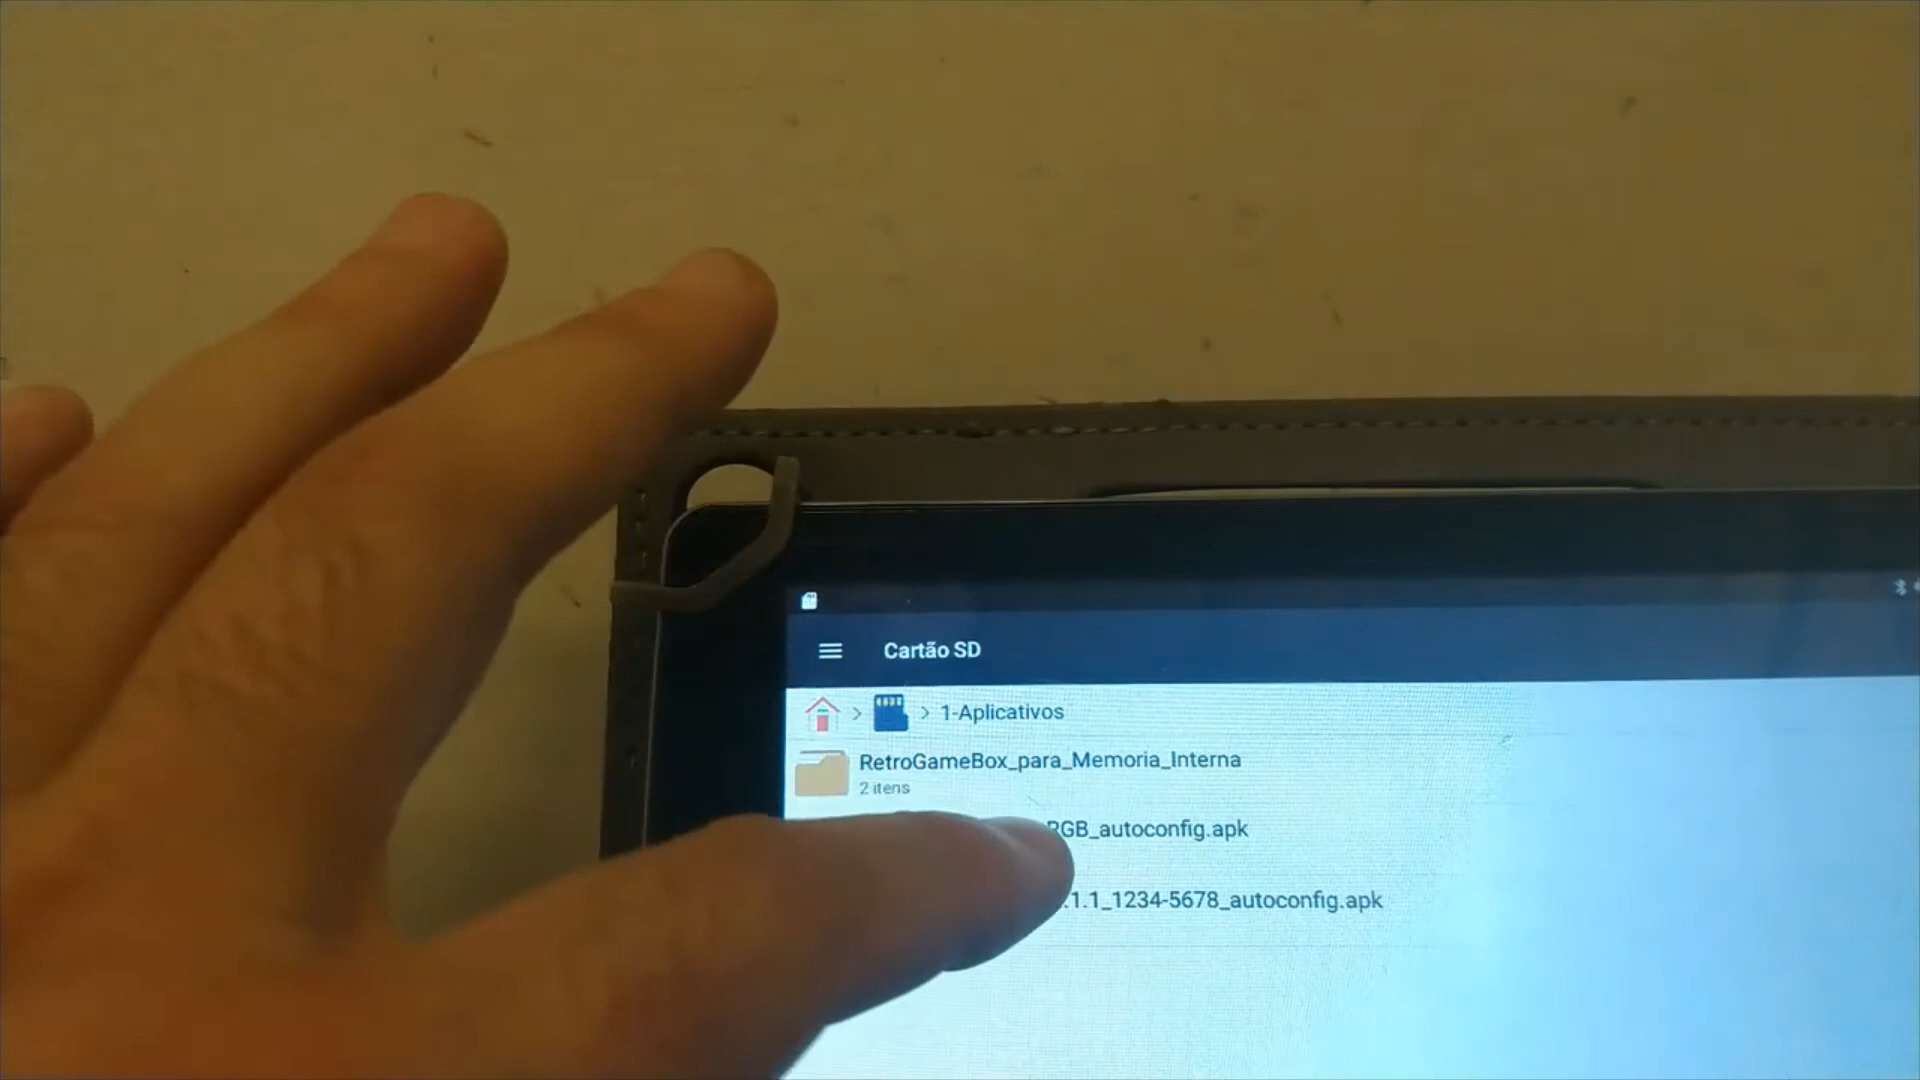 Cartão SD
1-Aplicativos
RetroGameBox_para_Memoria_Interna
2 itens
RGB_autoconfig.apk
.1.1_1234-5678_autoconfig.apk